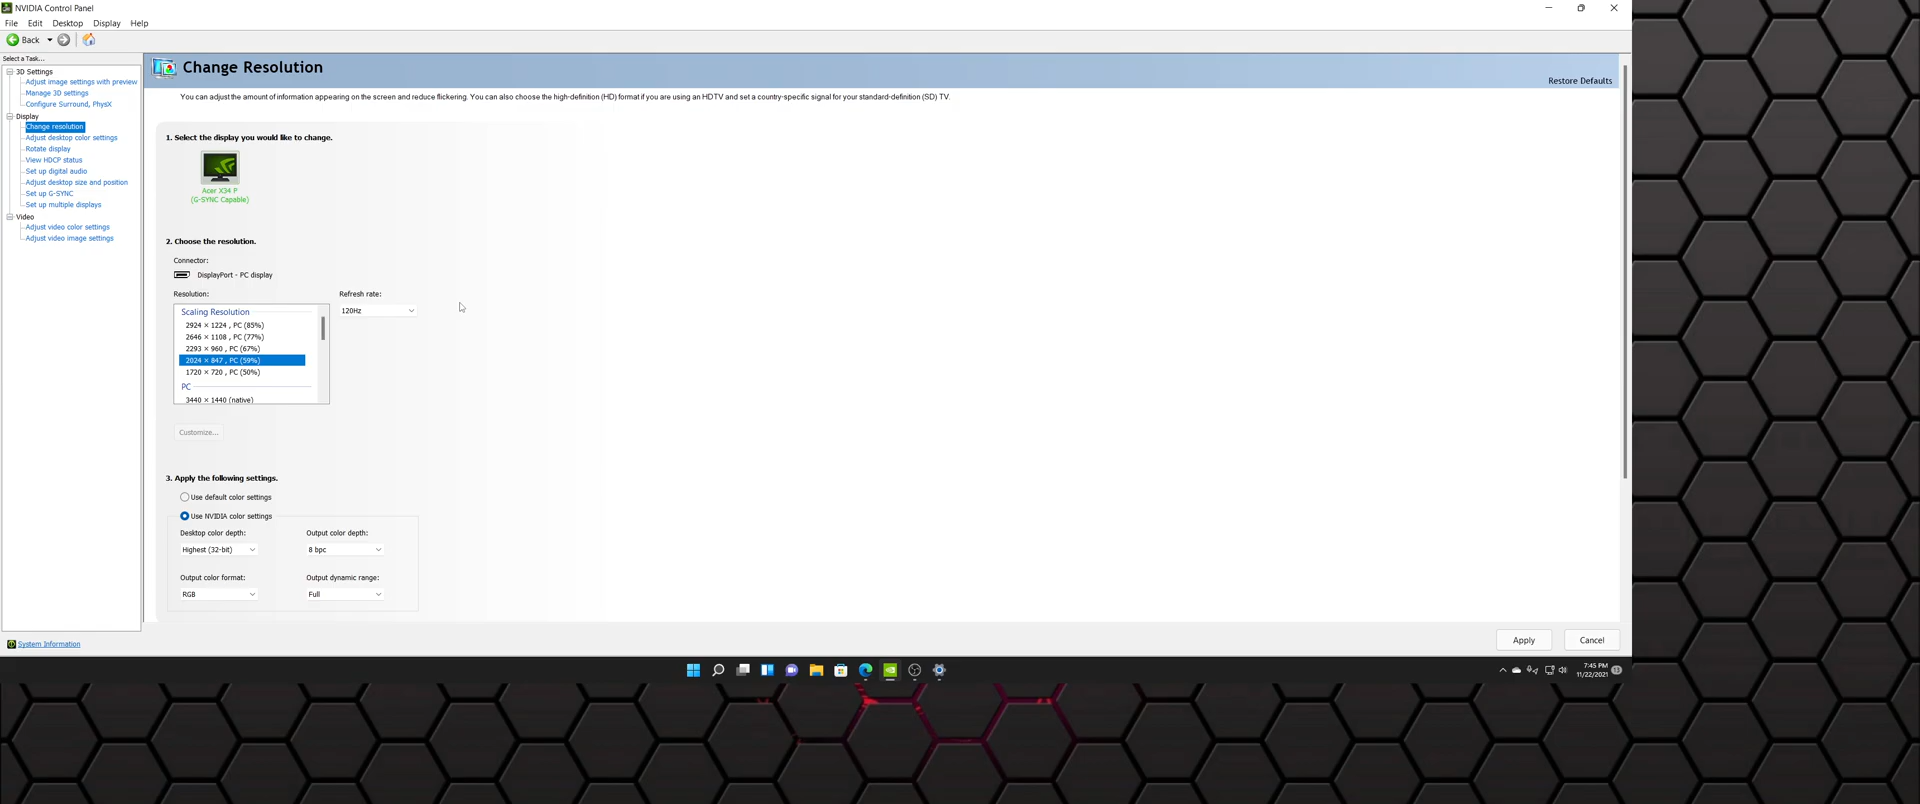 NVIDIA Control Panel
File Edit Desktop Display Help
Back
Select a Task...
3D Settings
Adjust image settings with preview
Manage 3D settings
Configure Surround, PhysX
Display
Change resolution
Adjust desktop color settings
Rotate display
View HDCP status
Set up digital audio
Adjust desktop size and position
Set up G-SYNC
Set up multiple displays
Video
Adjust video color settings
Adjust video image settings
System Information
Change Resolution
Restore Defaults
You can adjust the amount of information appearing on the screen and reduce flickering. You can also choose the high-definition (HD) format if you are using an HDTV and set a country-specific signal for your standard-definition (SD) TV.
1. Select the display you would like to change.
Acer X34 P
(G-SYNC Capable)
2. Choose the resolution.
Connector:
DisplayPort - PC display
Resolution:
Refresh rate:
120Hz
Scaling Resolution
2924 × 1224 , PC (85%)
2646 × 1108 , PC (77%)
2293 × 960 , PC (67%)
2024 × 847 , PC (59%)
1720 × 720 , PC (50%)
PC
3440 × 1440 (native)
Customize...
3. Apply the following settings.
Use default color settings
Use NVIDIA color settings
Desktop color depth: Output color depth:
Highest (32-bit) 8 bpc
Output color format: Output dynamic range:
RGB Full
Apply Cancel
7:45 PM
11/22/2021
13